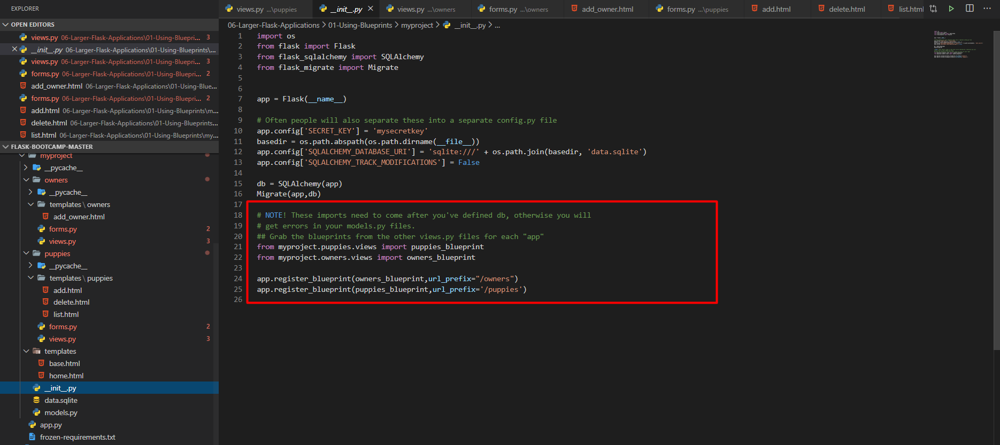 EXPLORER
views.py ...\puppies
__init__.py
views.py ...\owners
forms.py ...\owners
add_owner.html
forms.py ...\puppies
add.html
delete.html
list.html
OPEN EDITORS
views.py 06-Larger-Flask-Applications\01-Using-Bluepri... 3
__init__.py 06-Larger-Flask-Applications\01-Using-Blueprints\...
views.py 06-Larger-Flask-Applications\01-Using-Bluepri... 3
forms.py 06-Larger-Flask-Applications\01-Using-Bluepri... 2
add_owner.html 06-Larger-Flask-Applications\01-Using-Blue...
forms.py 06-Larger-Flask-Applications\01-Using-Bluepri... 2
add.html 06-Larger-Flask-Applications\01-Using-Blueprints\m...
delete.html 06-Larger-Flask-Applications\01-Using-Blueprints...
list.html 06-Larger-Flask-Applications\01-Using-Blueprints\my...
FLASK-BOOTCAMP-MASTER
myproject
__pycache__
owners
__pycache__
templates \ owners
add_owner.html
forms.py 2
views.py 3
puppies
__pycache__
templates \ puppies
add.html
delete.html
list.html
forms.py 2
views.py 3
templates
base.html
home.html
__init__.py
data.sqlite
models.py
app.py
frozen-requirements.txt
06-Larger-Flask-Applications > 01-Using-Blueprints > myproject > __init__.py > ...
1 import os
2 from flask import Flask
3 from flask_sqlalchemy import SQLAlchemy
4 from flask_migrate import Migrate
5
6
7 app = Flask(__name__)
8
9 # Often people will also separate these into a separate config.py file
10 app.config['SECRET_KEY'] = 'mysecretkey'
11 basedir = os.path.abspath(os.path.dirname(__file__))
12 app.config['SQLALCHEMY_DATABASE_URI'] = 'sqlite:///' + os.path.join(basedir, 'data.sqlite')
13 app.config['SQLALCHEMY_TRACK_MODIFICATIONS'] = False
14
15 db = SQLAlchemy(app)
16 Migrate(app,db)
17
18 # NOTE! These imports need to come after you've defined db, otherwise you will
19 # get errors in your models.py files.
20 ## Grab the blueprints from the other views.py files for each "app"
21 from myproject.puppies.views import puppies_blueprint
22 from myproject.owners.views import owners_blueprint
23
24 app.register_blueprint(owners_blueprint,url_prefix="/owners")
25 app.register_blueprint(puppies_blueprint,url_prefix='/puppies')
26